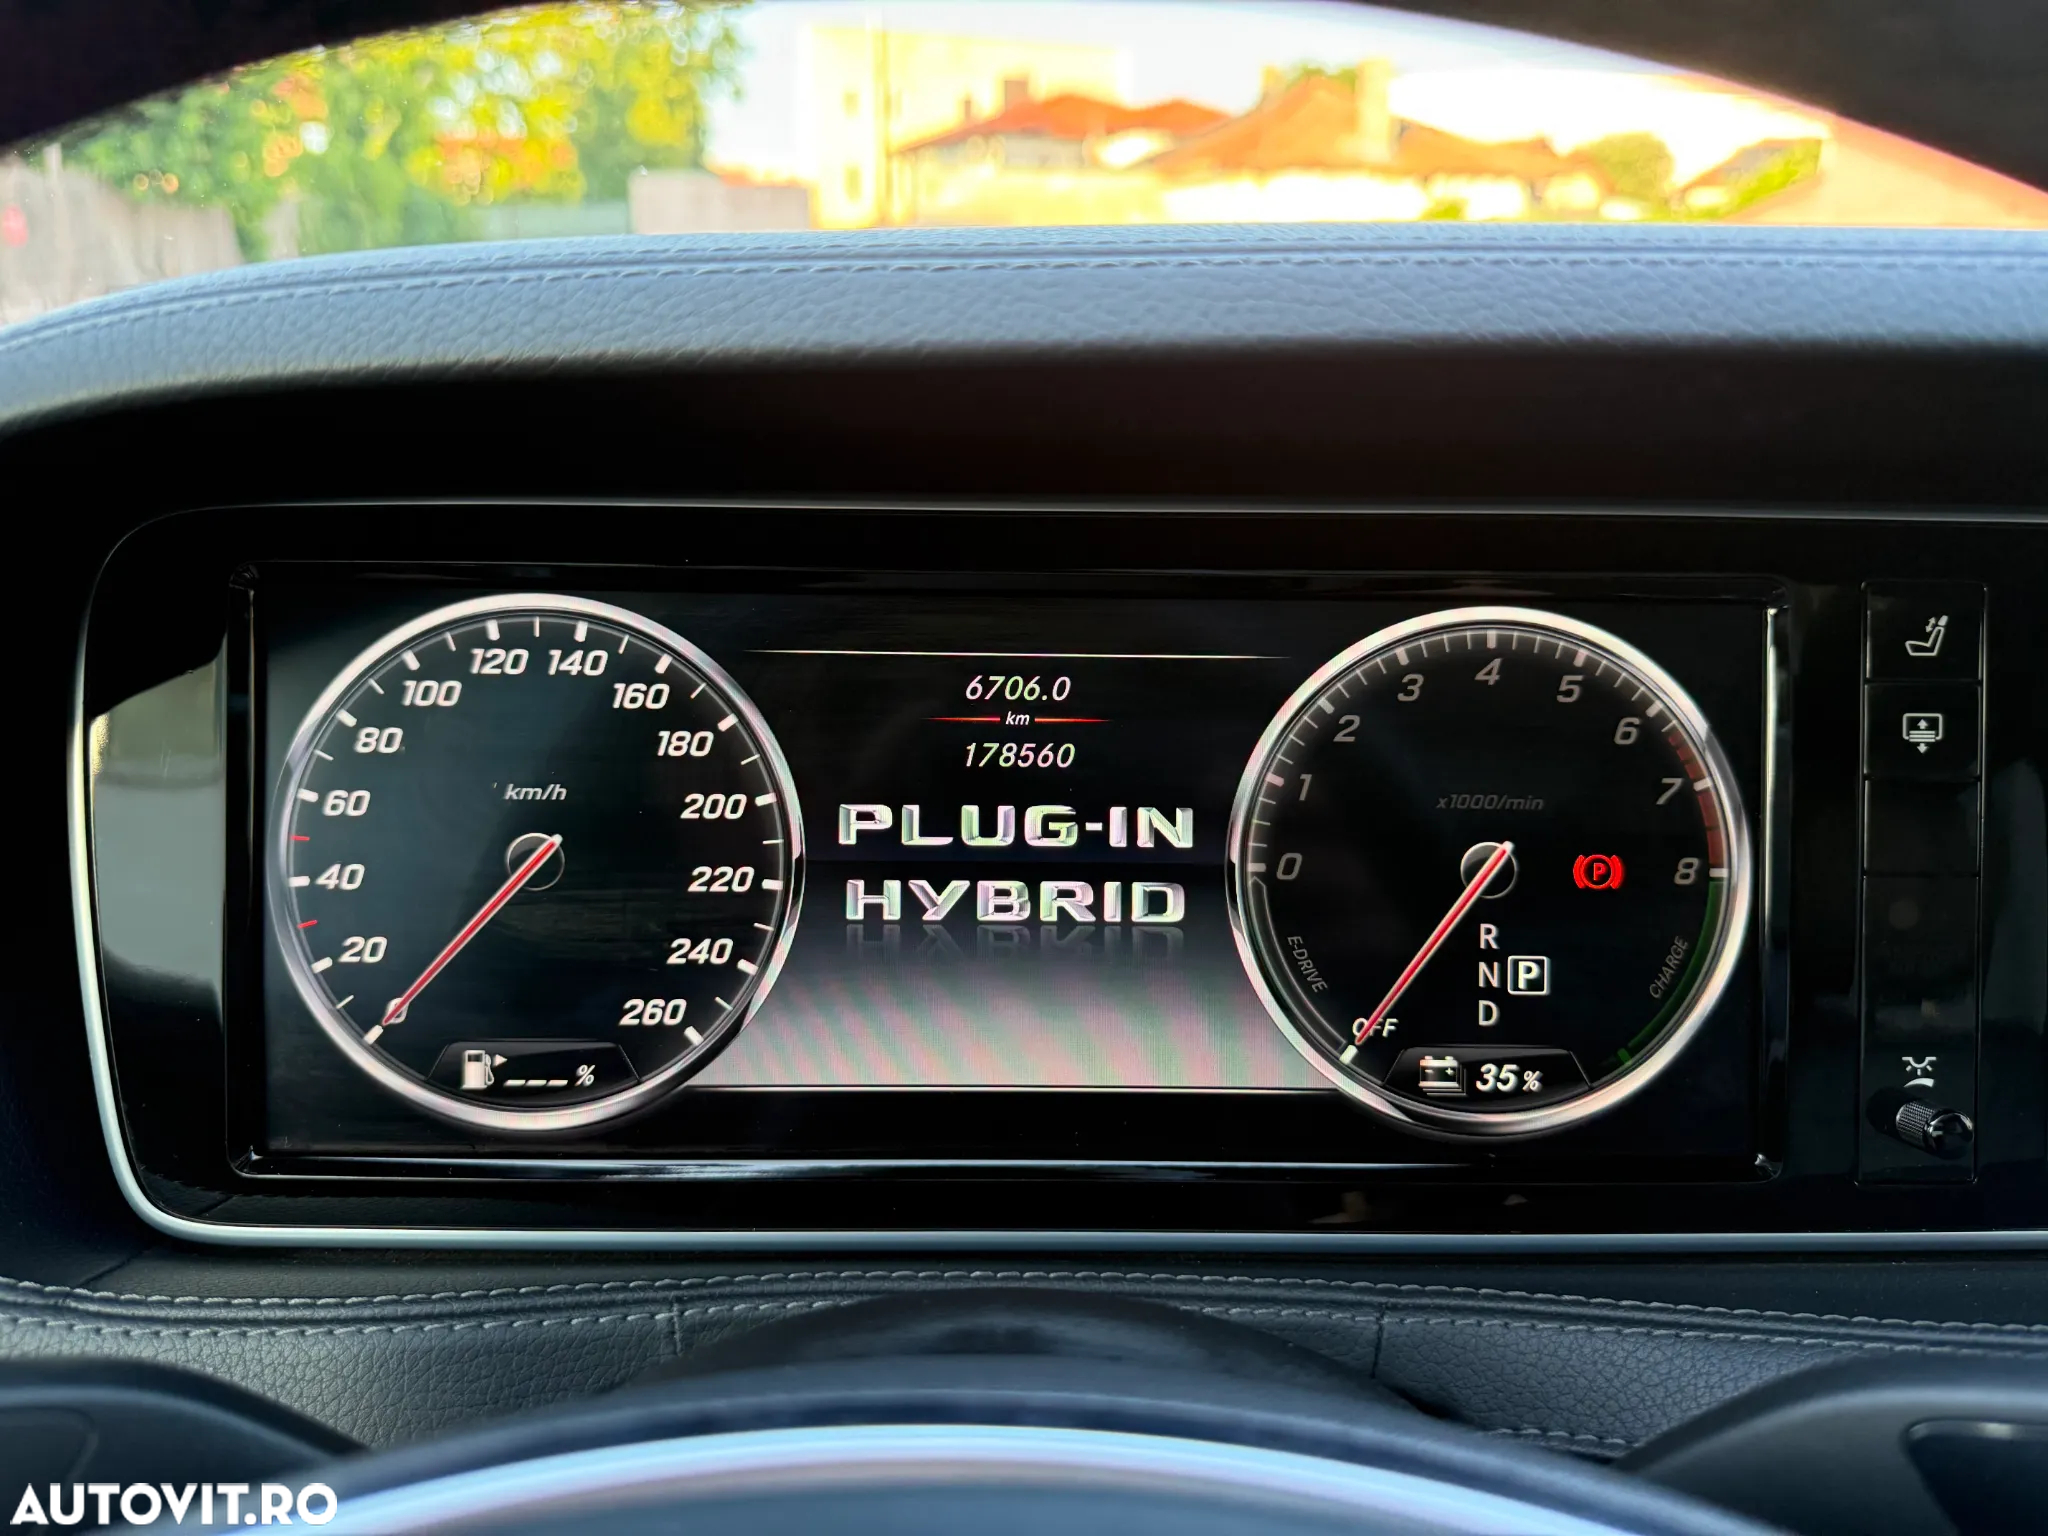 6706.0
km
178560
PLUG-IN
HYBRID
km/h
0 20 40 60 80 100 120 140 160 180 200 220 240 260
___%
x1000/min
0 1 2 3 4 5 6 7 8
P
R
N P
D
E-DRIVE
CHARGE
OFF
35%
AUTOVIT.RO